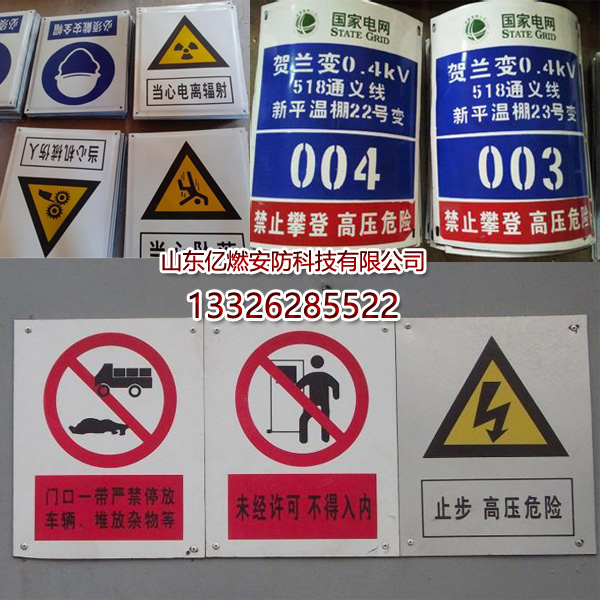 必须戴安全帽
当心电离辐射
当心机械伤人
当心坠落
国家电网
STATE GRID
贺兰变0.4kV
518通义线
新平温棚22号变
004
禁止攀登 高压危险
国家电网
STATE GRID
贺兰变0.4kV
518通义线
新平温棚23号变
003
禁止攀登 高压危险
山东亿燃安防科技有限公司
13326285522
门口一带严禁停放
车辆、堆放杂物等
未经许可 不得入内
止步 高压危险